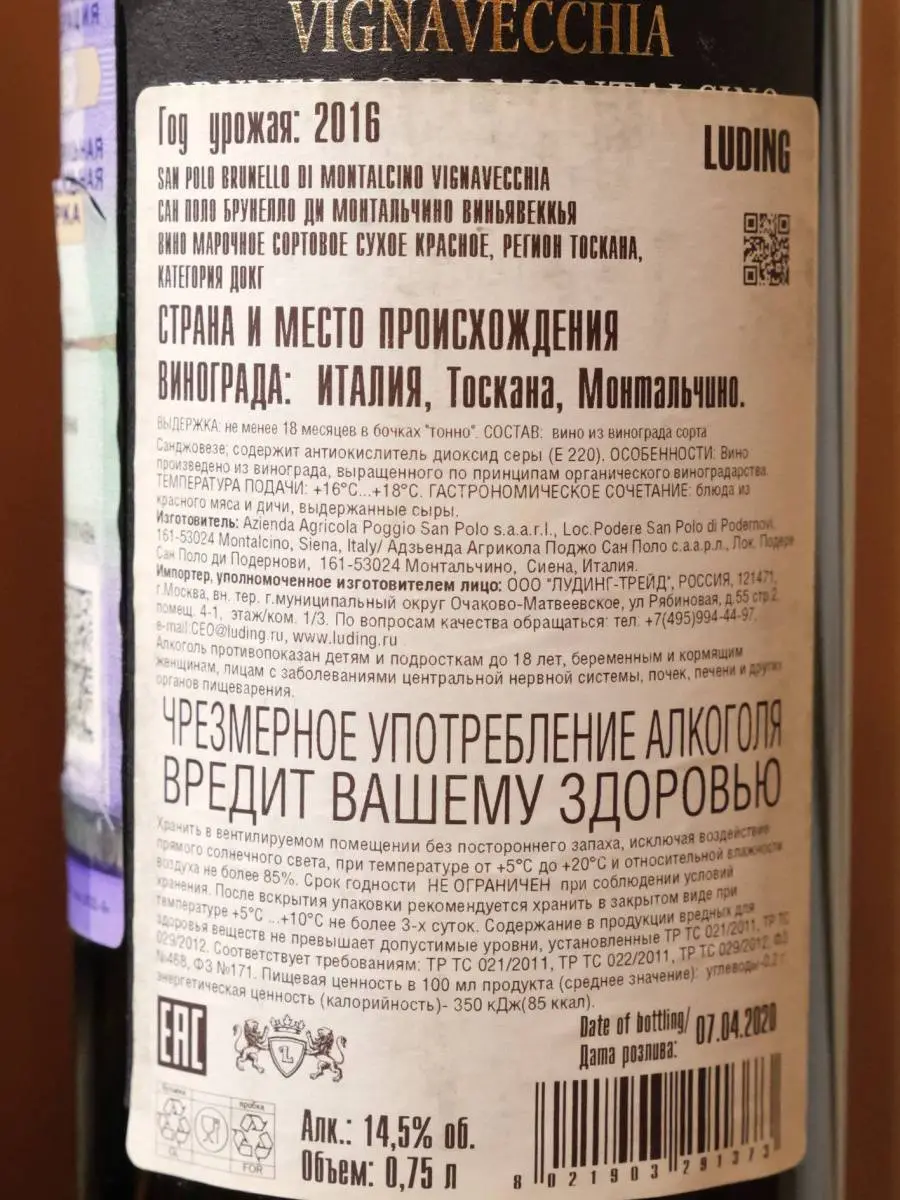 VIGNAVECCHIA
BRUNELLO DI MONTALCINO
Год урожая: 2016
LUDING
SAN POLO BRUNELLO DI MONTALCINO VIGNAVECCHIA
САН ПОЛО БРУНЕЛЛО ДИ МОНТАЛЬЧИНО ВИНЬЯВЕККЬЯ
ВИНО МАРОЧНОЕ СОРТОВОЕ СУХОЕ КРАСНОЕ, РЕГИОН ТОСКАНА,
КАТЕГОРИЯ ДОКГ
СТРАНА И МЕСТО ПРОИСХОЖДЕНИЯ
ВИНОГРАДА: ИТАЛИЯ, Тоскана, Монтальчино.
ВЫДЕРЖКА: не менее 18 месяцев в бочках "тонно". СОСТАВ: вино из винограда сорта
Санджовезе; содержит антиокислитель диоксид серы (Е 220). ОСОБЕННОСТИ: Вино
произведено из винограда, выращенного по принципам органического виноградарства.
ТЕМПЕРАТУРА ПОДАЧИ: +16°C...+18°C. ГАСТРОНОМИЧЕСКОЕ СОЧЕТАНИЕ: блюда из
красного мяса и дичи, выдержанные сыры.
Изготовитель: Azienda Agricola Poggio San Polo s.a.a.r.l., Loc.Podere San Polo di Podernovi,
161-53024 Montalcino, Siena, Italy/ Адзьенда Агрикола Поджо Сан Поло с.а.а.р.л., Лок. Подере
Сан Поло ди Подернови, 161-53024 Монтальчино, Сиена, Италия.
Импортер, уполномоченное изготовителем лицо: ООО "ЛУДИНГ-ТРЕЙД", РОССИЯ, 121471,
г.Москва, вн. тер. г.муниципальный округ Очаково-Матвеевское, ул Рябиновая, д.55 стр.2,
помещ. 4-1, этаж/ком. 1/3. По вопросам качества обращаться: тел: +7(495)994-44-97,
e-mail:CEO@luding.ru, www.luding.ru
Алкоголь противопоказан детям и подросткам до 18 лет, беременным и кормящим
женщинам, лицам с заболеваниями центральной нервной системы, почек, печени и других
органов пищеварения.
ЧРЕЗМЕРНОЕ УПОТРЕБЛЕНИЕ АЛКОГОЛЯ
ВРЕДИТ ВАШЕМУ ЗДОРОВЬЮ
Хранить в вентилируемом помещении без постороннего запаха, исключая воздействие
прямого солнечного света, при температуре от +5°C до +20°C и относительной влажности
воздуха не более 85%. Срок годности НЕ ОГРАНИЧЕН при соблюдении условий
хранения. После вскрытия упаковки рекомендуется хранить в закрытом виде при
температуре +5°C ...+10°C не более 3-х суток. Содержание в продукции вредных для
здоровья веществ не превышает допустимые уровни, установленные ТР ТС 021/2011, ТР ТС
029/2012. Соответствует требованиям: ТР ТС 021/2011, ТР ТС 022/2011, ТР ТС 029/2012, ФЗ
№468, ФЗ №171. Пищевая ценность в 100 мл продукта (среднее значение): углеводы-0,2 г
энергетическая ценность (калорийность)- 350 кДж(85 ккал).
EAC
L
Date of bottling/
Дата розлива: 07.04.2020
пробка
FOR
Алк.: 14,5% об.
Объем: 0,75 л
8 021903 291373